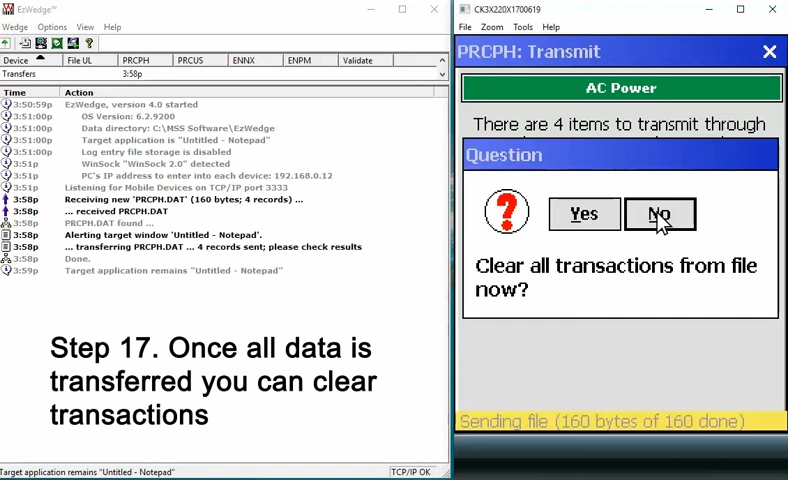 EzWedge™
Wedge Options View Help
Device File UL PRCPH PRCUS ENNX ENPM Validate
Transfers 3:58p
Time Action
3:50:59p EzWedge, version 4.0 started
3:51:00p OS Version: 6.2.9200
3:51:00p Data directory: C:\MSS Software\EzWedge
3:51:00p Target application is "Untitled - Notepad"
3:51:00p Log entry file storage is disabled
3:51p WinSock "WinSock 2.0" detected
3:51p PC's IP address to enter into each device: 192.168.0.12
3:51:00p Listening for Mobile Devices on TCP/IP port 3333
3:58p Receiving new 'PRCPH.DAT' (160 bytes; 4 records) ...
3:58p ... received PRCPH.DAT
3:58p PRCPH.DAT found ...
3:58p Alerting target window 'Untitled - Notepad'.
3:58p ... transferring PRCPH.DAT ... 4 records sent; please check results
3:58p Done.
3:59p Target application remains "Untitled - Notepad"
Step 17. Once all data is
transferred you can clear
transactions
Target application remains "Untitled - Notepad" TCP/IP OK
CK3X220X1700619
File Zoom Tools Help
PRCPH: Transmit
AC Power
There are 4 items to transmit through
Question
Yes No
Clear all transactions from file
now?
Sending file (160 bytes of 160 done)